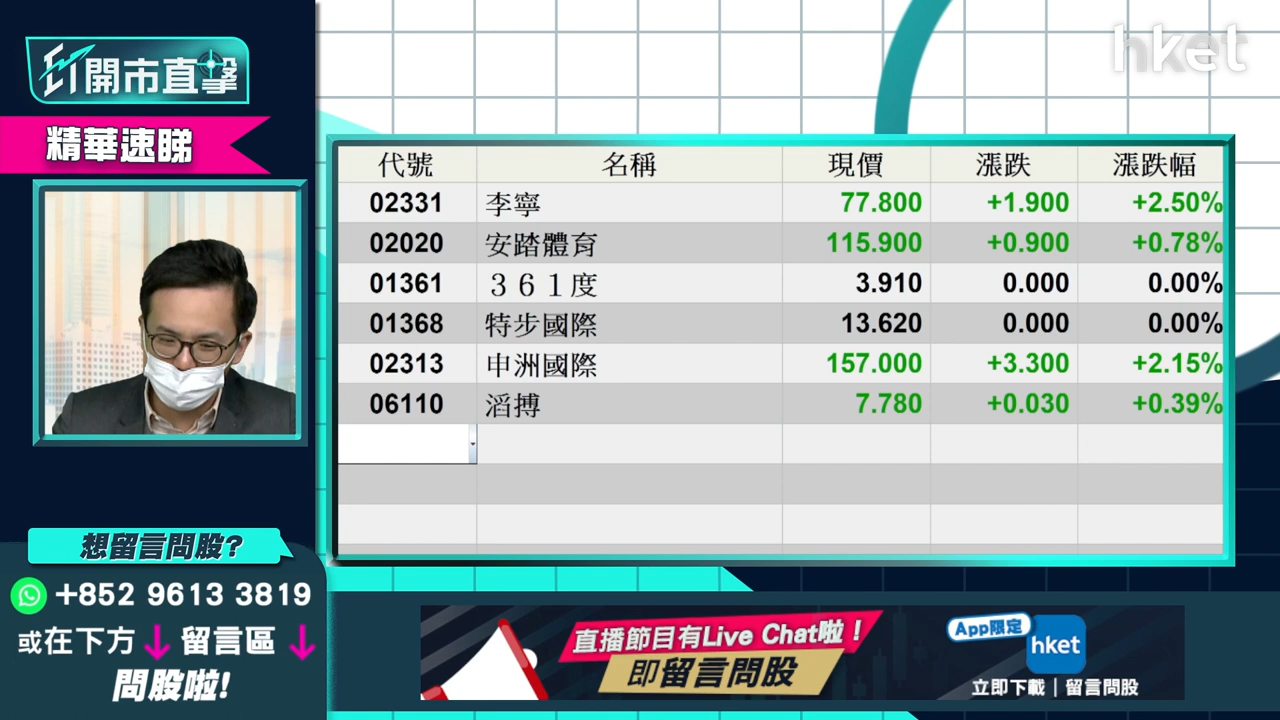 hket
ET開市直擊
精華速睇
代號 名稱 現價 漲跌 漲跌幅
02331 李寧 77.800 +1.900 +2.50%
02020 安踏體育 115.900 +0.900 +0.78%
01361 361度 3.910 0.000 0.00%
01368 特步國際 13.620 0.000 0.00%
02313 申洲國際 157.000 +3.300 +2.15%
06110 滔搏 7.780 +0.030 +0.39%
想留言問股?
+852 9613 3819
或在下方↓留言區↓
問股啦!
直播節目有Live Chat啦!
即留言問股
App限定
hket
立即下載|留言問股